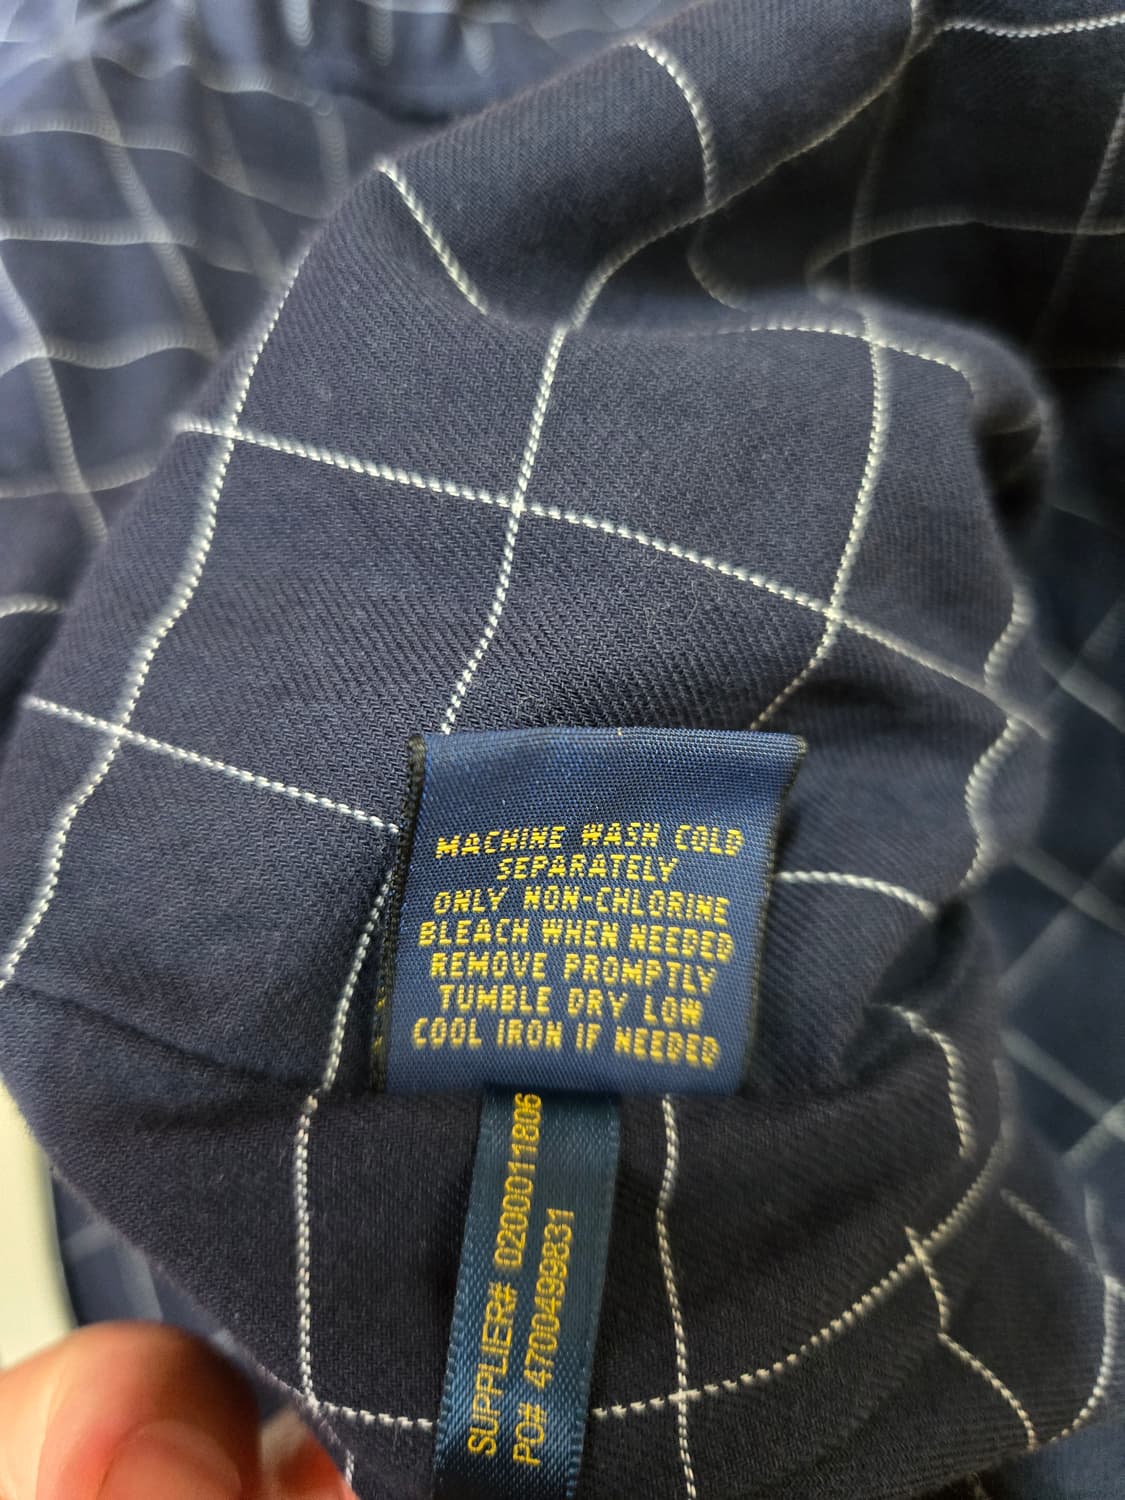 MACHINE WASH COLD
SEPARATELY
ONLY NON-CHLORINE
BLEACH WHEN NEEDED
REMOVE PROMPTLY
TUMBLE DRY LOW
COOL IRON IF NEEDED
SUPPLIER# 0200011806
PO# 4700499831